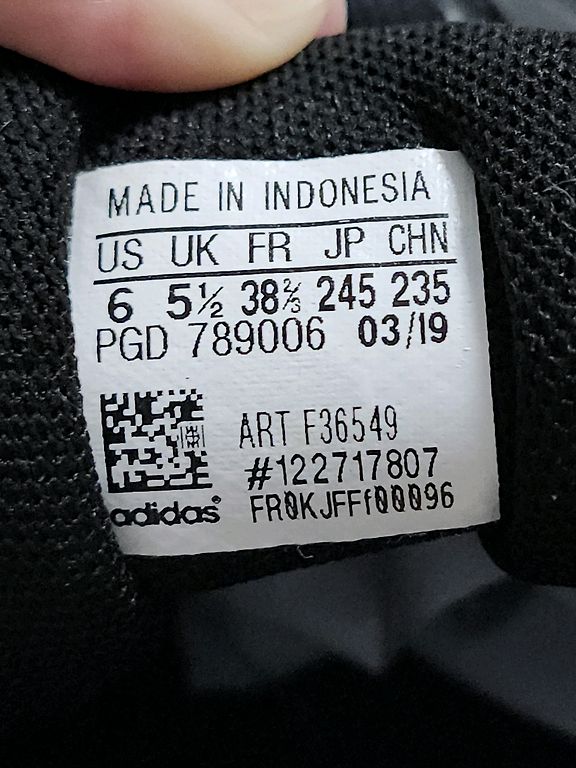 MADE IN INDONESIA
US UK FR JP CHN
6 5½ 38⅔ 245 235
PGD 789006 03/19
ART F36549
#122717807
adidas® FR0KJFFf00096